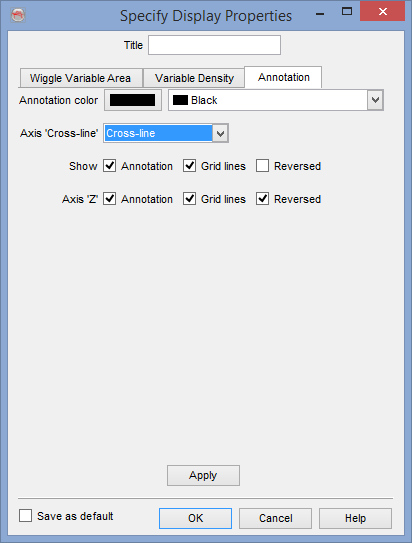 Specify Display Properties
Title
Wiggle Variable Area Variable Density Annotation
Annotation color Black
Axis 'Cross-line' Cross-line
Show Annotation Grid lines Reversed
Axis 'Z' Annotation Grid lines Reversed
Apply
Save as default OK Cancel Help